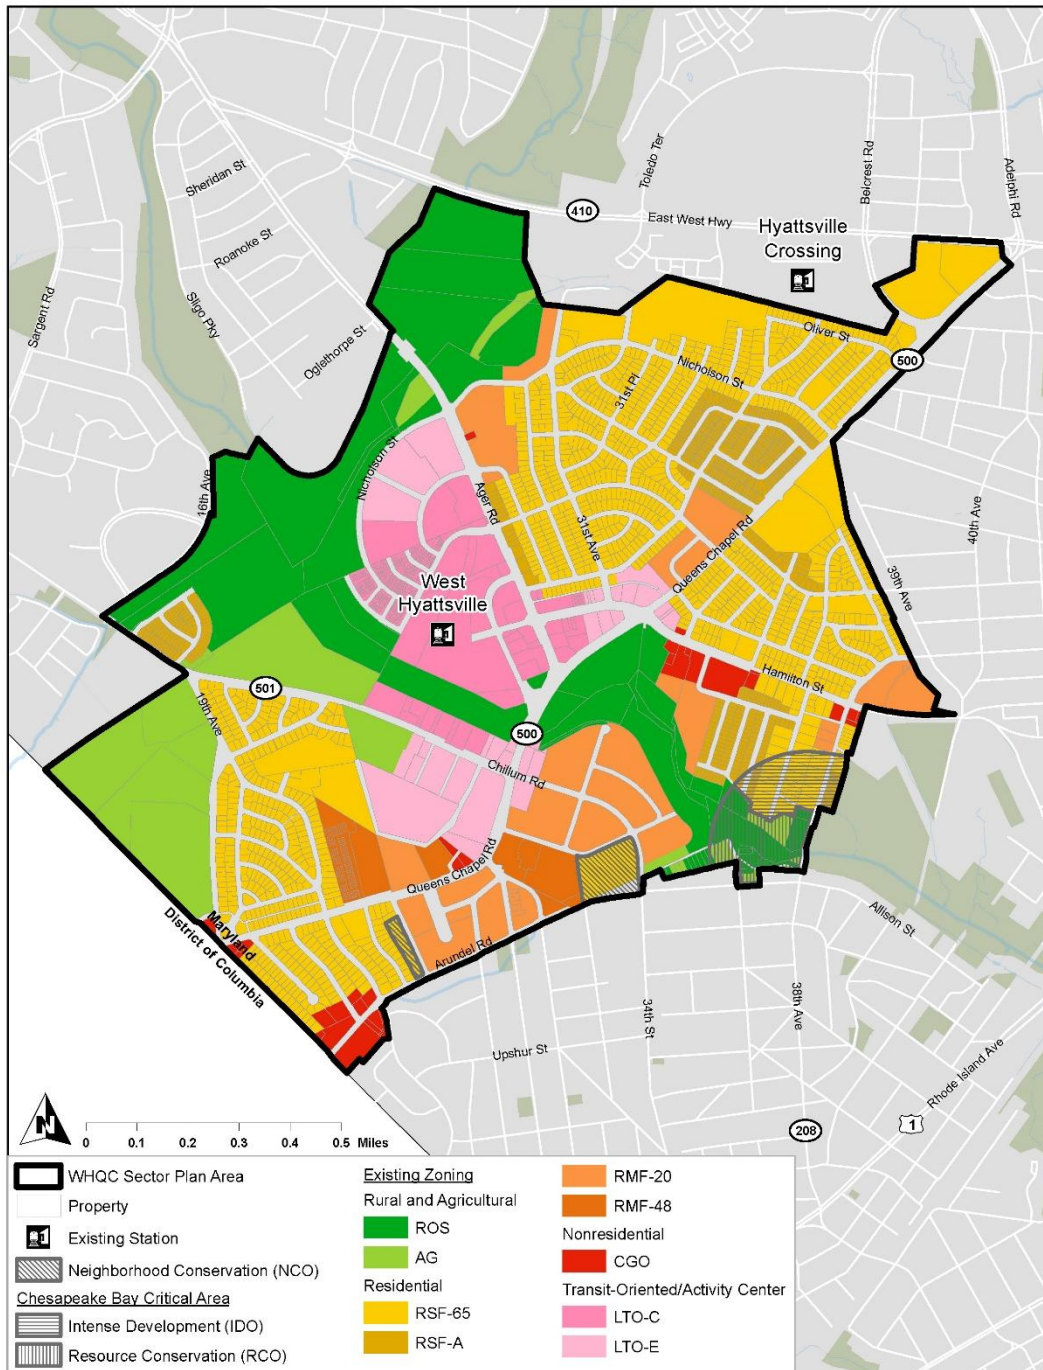 Toledo Ter
Belcrest Rd
Adelphi Rd
Sheridan St
410
East West Hwy
Hyattsville
Crossing
Roanoke St
Sargent Rd
Sligo Pky
Oglethorpe St
Oliver St
500
Nicholson St
31st Pl
Nicholson St
16th Ave
Ager Rd
31st Ave
40th Ave
Queens Chapel Rd
39th Ave
West
Hyattsville
Hamilton St
501
19th Ave
500
Chillum Rd
Queens Chapel Rd
Allison St
Maryland
District of Columbia
Arundel Rd
34th St
38th Ave
Upshur St
Rhode Island Ave
208
1
N
0 0.1 0.2 0.3 0.4 0.5 Miles
WHQC Sector Plan Area
Property
Existing Station
Neighborhood Conservation (NCO)
Chesapeake Bay Critical Area
Intense Development (IDO)
Resource Conservation (RCO)
Existing Zoning
Rural and Agricultural
ROS
AG
Residential
RSF-65
RSF-A
RMF-20
RMF-48
Nonresidential
CGO
Transit-Oriented/Activity Center
LTO-C
LTO-E